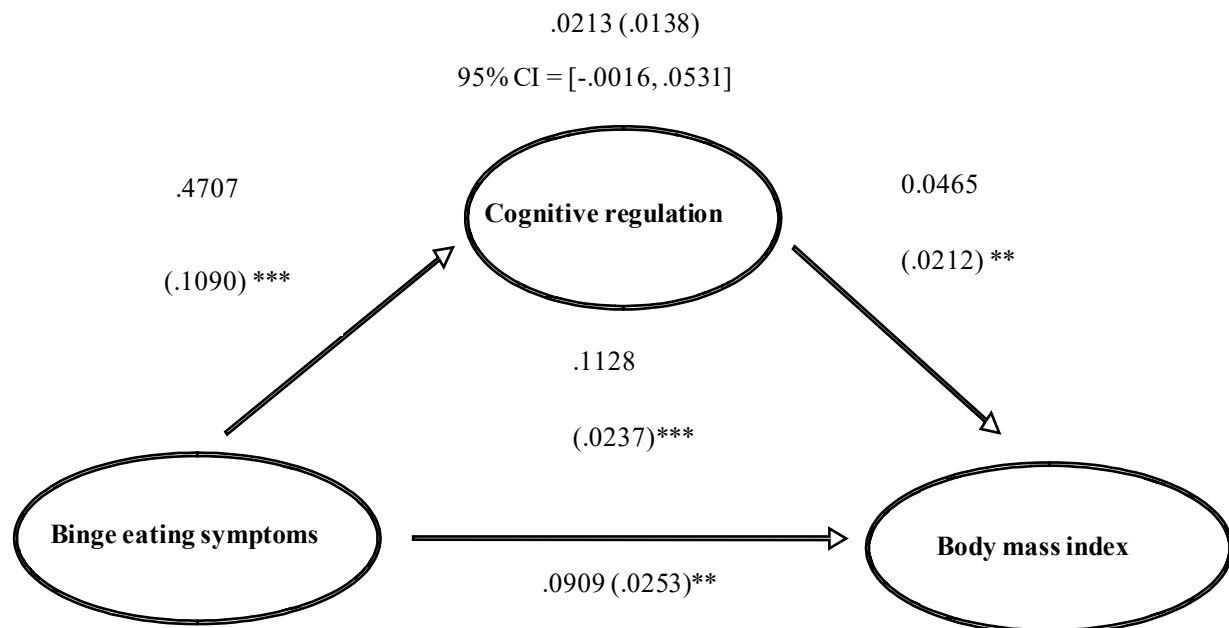 .0213 (.0138)
95% CI = [-.0016, .0531]
.4707
0.0465
Cognitive regulation
(.1090) ***
(.0212) **
.1128
(.0237)***
Binge eating symptoms
Body mass index
.0909 (.0253)**